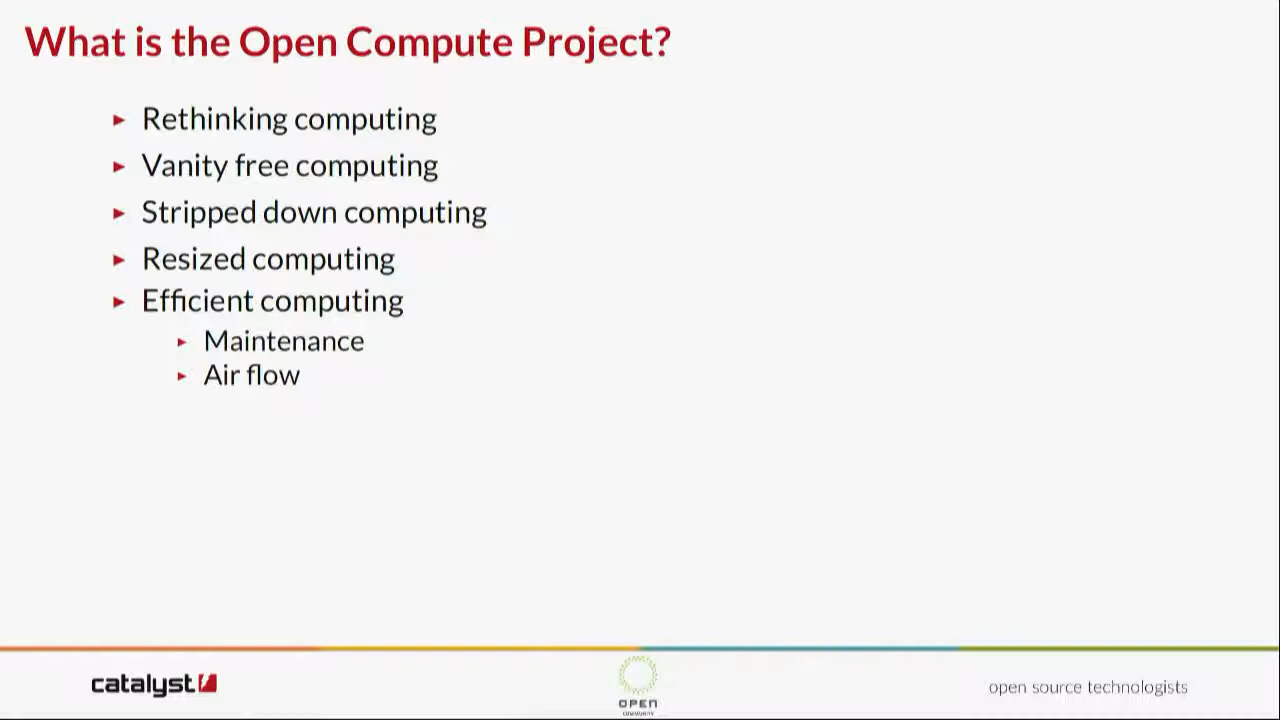 What is the Open Compute Project?
Rethinking computing
Vanity free computing
Stripped down computing
Resized computing
Efficient computing
Maintenance
Air flow
catalyst
OPEN
open source technologists